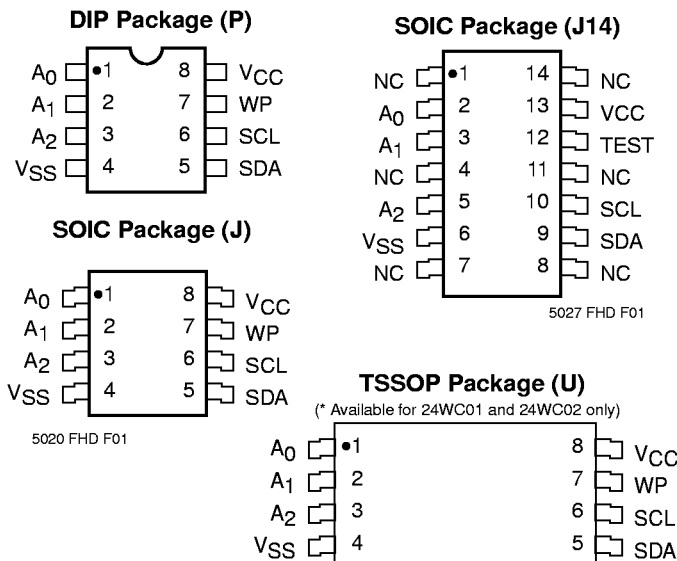 DIP Package (P)
A0 1 8 VCC
A1 2 7 WP
A2 3 6 SCL
VSS 4 5 SDA
SOIC Package (J)
A0 1 8 VCC
A1 2 7 WP
A2 3 6 SCL
VSS 4 5 SDA
5020 FHD F01
SOIC Package (J14)
NC 1 14 NC
A0 2 13 VCC
A1 3 12 TEST
NC 4 11 NC
A2 5 10 SCL
VSS 6 9 SDA
NC 7 8 NC
5027 FHD F01
TSSOP Package (U)
(* Available for 24WC01 and 24WC02 only)
A0 1 8 VCC
A1 2 7 WP
A2 3 6 SCL
VSS 4 5 SDA